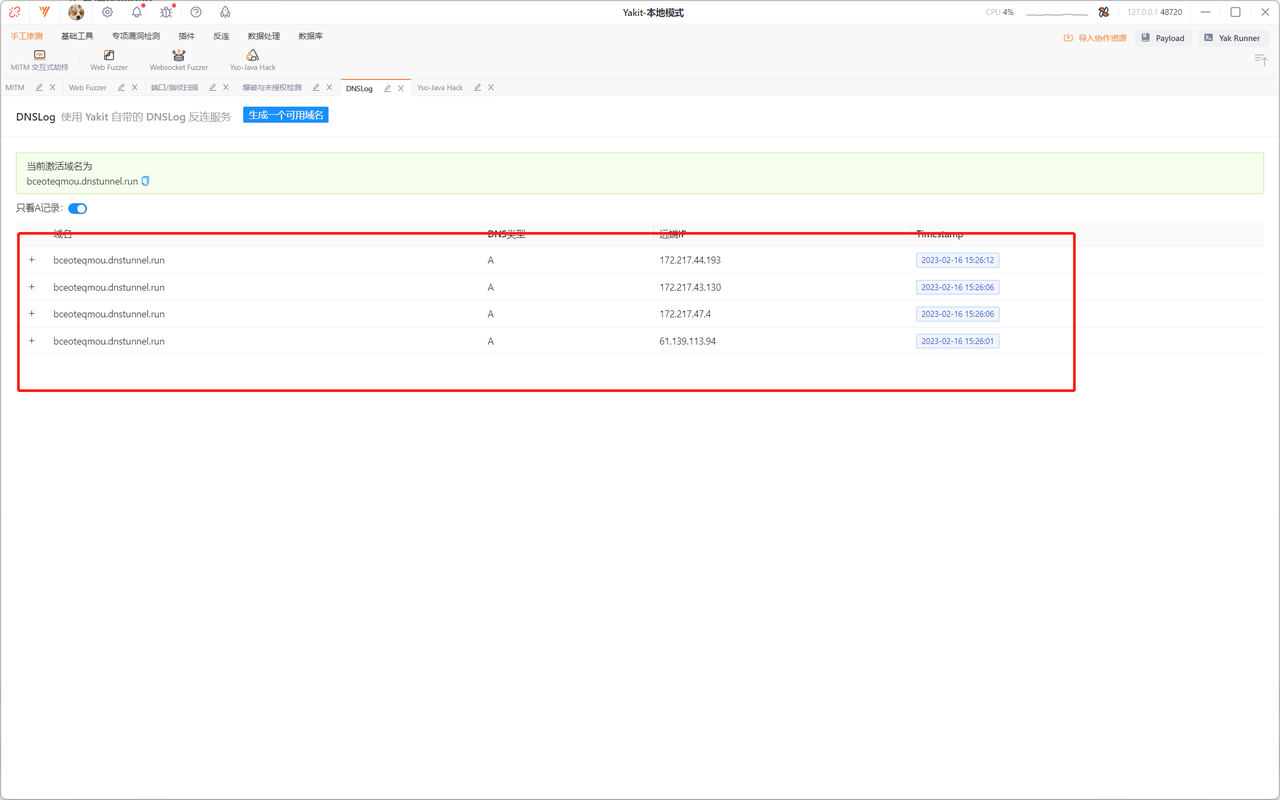 Yakit-本地模式
CPU 4%
127.0.0.1 48720
手工渗测 基础工具 专项漏洞检测 插件 反连 数据处理 数据库
导入协作资源 Payload Yak Runner
MITM 交互式劫持 Web Fuzzer Websocket Fuzzer Yso-Java Hack
MITM Web Fuzzer 端口/指纹扫描 爆破与未授权检测 DNSLog Yso-Java Hack
DNSLog 使用 Yakit 自带的 DNSLog 反连服务 生成一个可用域名
当前激活域名为
bceoteqmou.dnstunnel.run
只看A记录:
域名 DNS类型 远端IP Timestamp
+ bceoteqmou.dnstunnel.run A 172.217.44.193 2023-02-16 15:26:12
+ bceoteqmou.dnstunnel.run A 172.217.43.130 2023-02-16 15:26:06
+ bceoteqmou.dnstunnel.run A 172.217.47.4 2023-02-16 15:26:06
+ bceoteqmou.dnstunnel.run A 61.139.113.94 2023-02-16 15:26:01